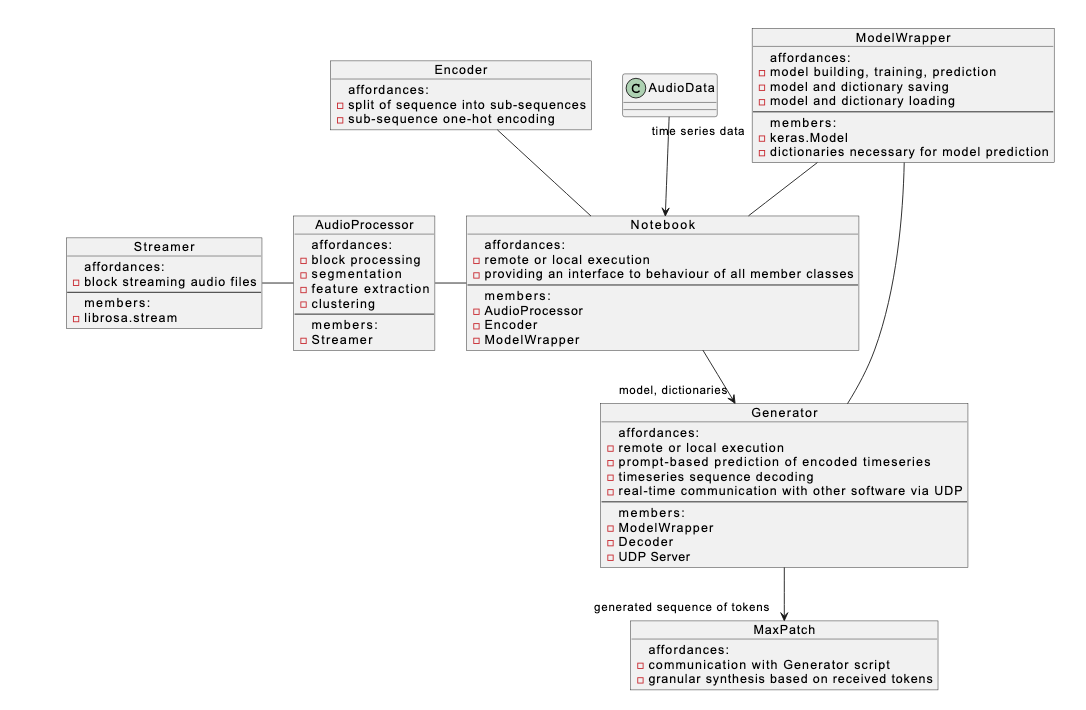 ModelWrapper
affordances:
model building, training, prediction
model and dictionary saving
model and dictionary loading
members:
keras.Model
dictionaries necessary for model prediction
Encoder
affordances:
split of sequence into sub-sequences
sub-sequence one-hot encoding
C AudioData
time series data
Streamer
affordances:
block streaming audio files
members:
librosa.stream
AudioProcessor
affordances:
block processing
segmentation
feature extraction
clustering
members:
Streamer
Notebook
affordances:
remote or local execution
providing an interface to behaviour of all member classes
members:
AudioProcessor
Encoder
ModelWrapper
model, dictionaries
Generator
affordances:
remote or local execution
prompt-based prediction of encoded timeseries
timeseries sequence decoding
real-time communication with other software via UDP
members:
ModelWrapper
Decoder
UDP Server
generated sequence of tokens
MaxPatch
affordances:
communication with Generator script
granular synthesis based on received tokens